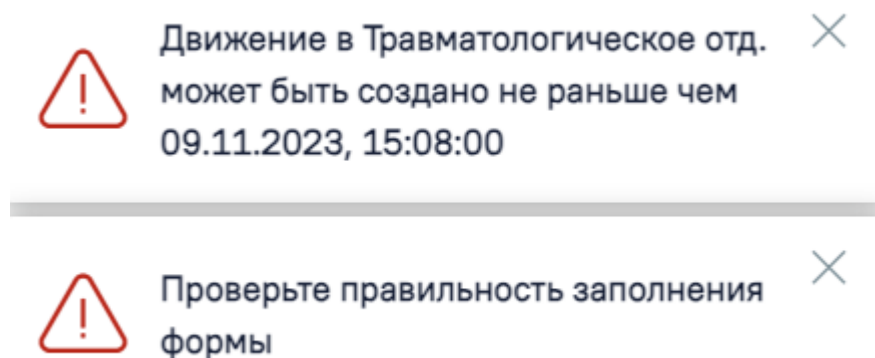 Движение в Травматологическое отд.
может быть создано не раньше чем
09.11.2023, 15:08:00
Проверьте правильность заполнения
формы